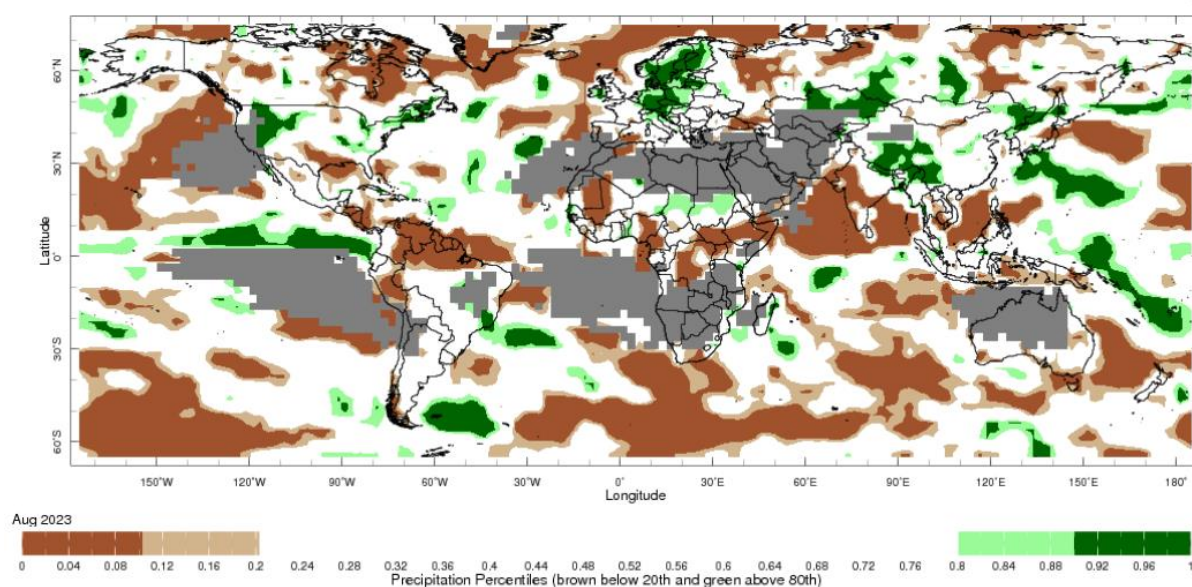 60°N
30°N
Latitude
0°
30°S
60°S
150°W 120°W 90°W 60°W 30°W 0° 30°E 60°E 90°E 120°E 150°E 180°
Longitude
Aug 2023
0 0.04 0.08 0.12 0.16 0.2 0.24 0.28 0.32 0.36 0.4 0.44 0.48 0.52 0.56 0.6 0.64 0.68 0.72 0.76 0.8 0.84 0.88 0.92 0.96 1
Precipitation Percentiles (brown below 20th and green above 80th)